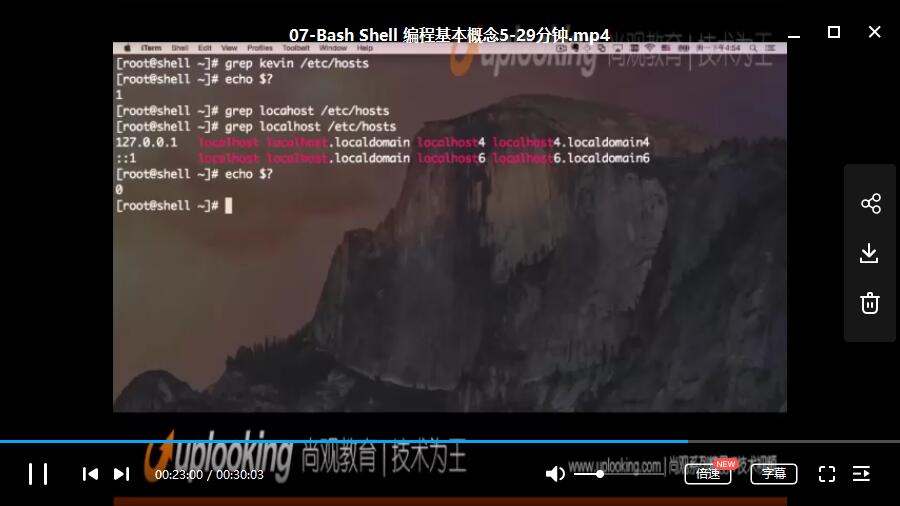 07-Bash Shell 编程基本概念5-29分钟.mp4
iTerm Shell Edit View Profiles Toolbelt Window Help
uplooking 尚观教育 | 技术为王
[root@shell ~]# grep kevin /etc/hosts
[root@shell ~]# echo $?
1
[root@shell ~]# grep locahost /etc/hosts
[root@shell ~]# grep localhost /etc/hosts
127.0.0.1 localhost localhost.localdomain localhost4 localhost4.localdomain4
::1 localhost localhost.localdomain localhost6 localhost6.localdomain6
[root@shell ~]# echo $?
0
[root@shell ~]#
uplooking 尚观教育 | 技术为王
00:23:00 / 00:30:03
www.uplooking.com
倍速 NEW
字幕